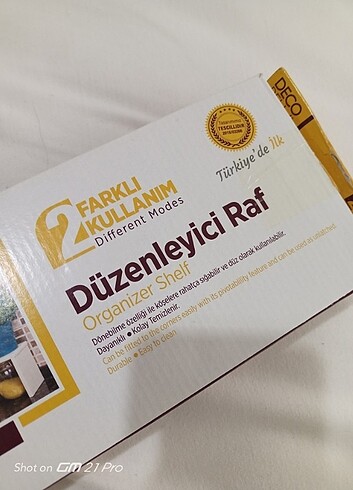 DECO
TESCİLLİDİR
Türkiye'de İlk
2 FARKLI
KULLANIM
Different Modes
Düzenleyici Raf
Organizer Shelf
Dönebilme özelliği ile köşelere rahatça sığabilir ve düz olarak kullanılabilir.
Dayanıklı • Kolay Temizlenir.
Can be fitted to the corners easily with its pivotability feature and can be used as
Durable • Easy to clean
Shot on GM 21 Pro